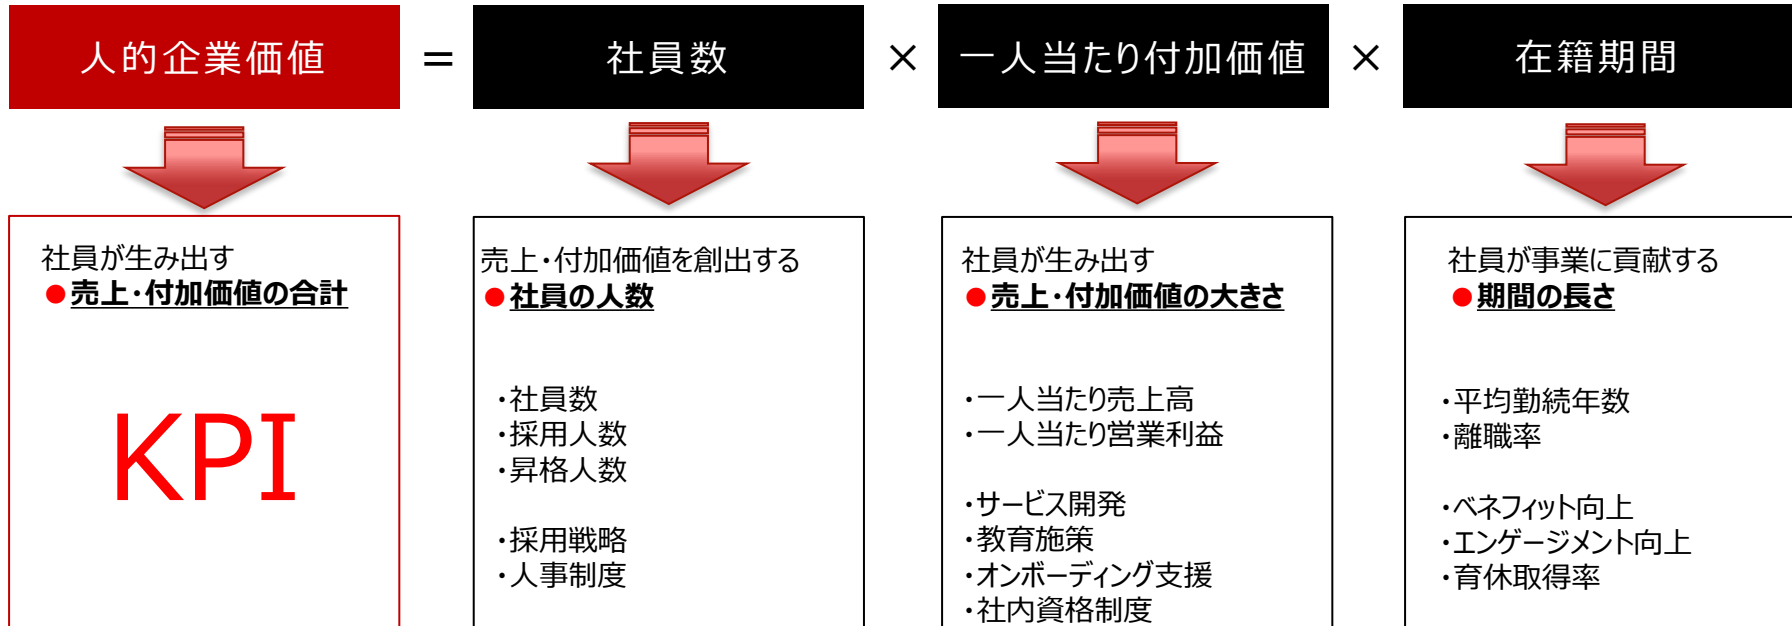 人的企業価値 ＝ 社員数 × 一人当たり付加価値 × 在籍期間
社員が生み出す
●売上・付加価値の合計
KPI
売上・付加価値を創出する
●社員の人数
・社員数
・採用人数
・昇格人数
・採用戦略
・人事制度
社員が生み出す
●売上・付加価値の大きさ
・一人当たり売上高
・一人当たり営業利益
・サービス開発
・教育施策
・オンボーディング支援
・社内資格制度
社員が事業に貢献する
●期間の長さ
・平均勤続年数
・離職率
・ベネフィット向上
・エンゲージメント向上
・育休取得率